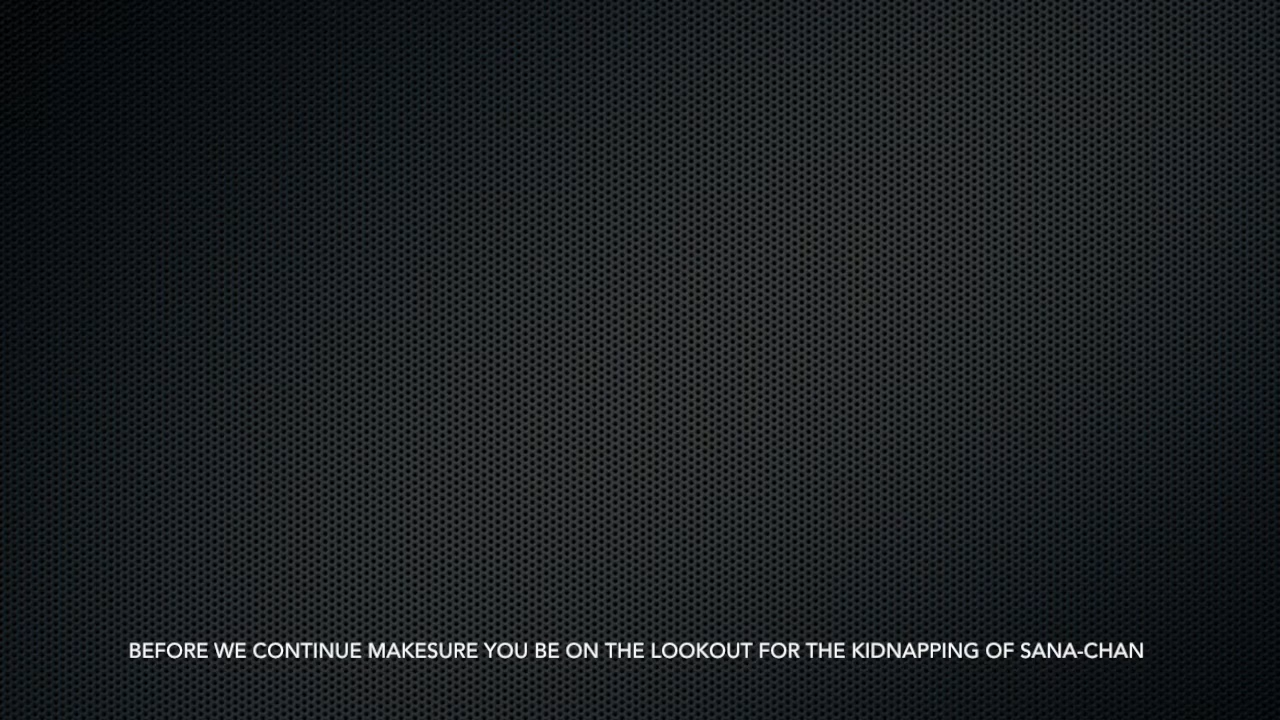 BEFORE WE CONTINUE MAKESURE YOU BE ON THE LOOKOUT FOR THE KIDNAPPING OF SANA-CHAN